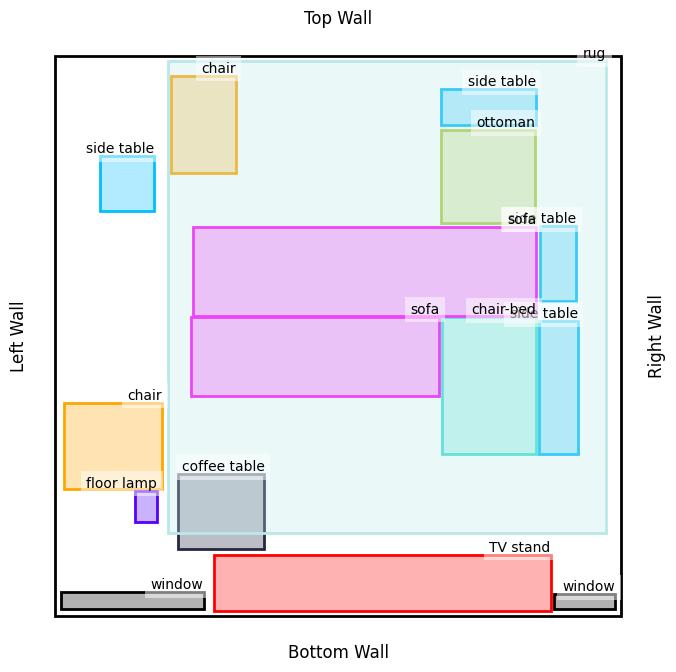 Top Wall
rug
chair
side table
ottoman
side table
sofa
side table
Left Wall
Right Wall
sofa
chair-bed
side table
chair
coffee table
floor lamp
TV stand
window
window
Bottom Wall